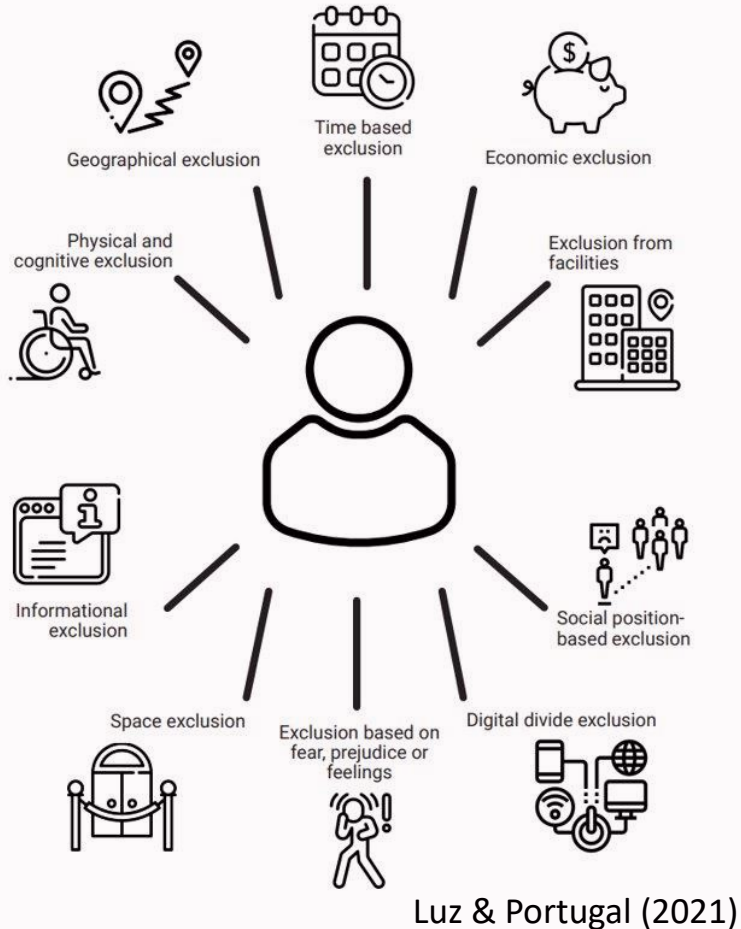 Time based
exclusion
Geographical exclusion
Economic exclusion
$
Physical and
cognitive exclusion
Exclusion from
facilities
i
Informational
exclusion
Social position-
based exclusion
Space exclusion
Exclusion based on
fear, prejudice or
feelings
!
Digital divide exclusion
Luz & Portugal (2021)